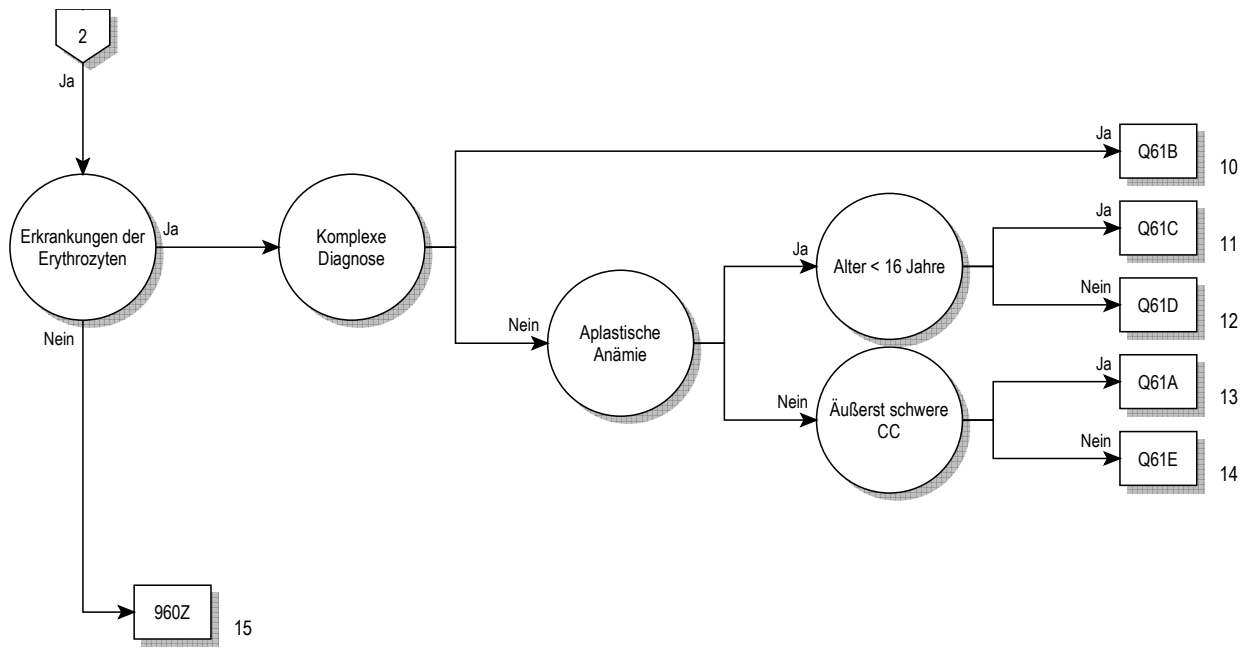 2
Ja
Erkrankungen der
Erythrozyten
Ja
Komplexe
Diagnose
Ja
Q61B
10
Nein
Aplastische
Anämie
Ja
Alter < 16 Jahre
Ja
Q61C
11
Nein
Q61D
12
Nein
Äußerst schwere
CC
Ja
Q61A
13
Nein
Q61E
14
Nein
960Z
15